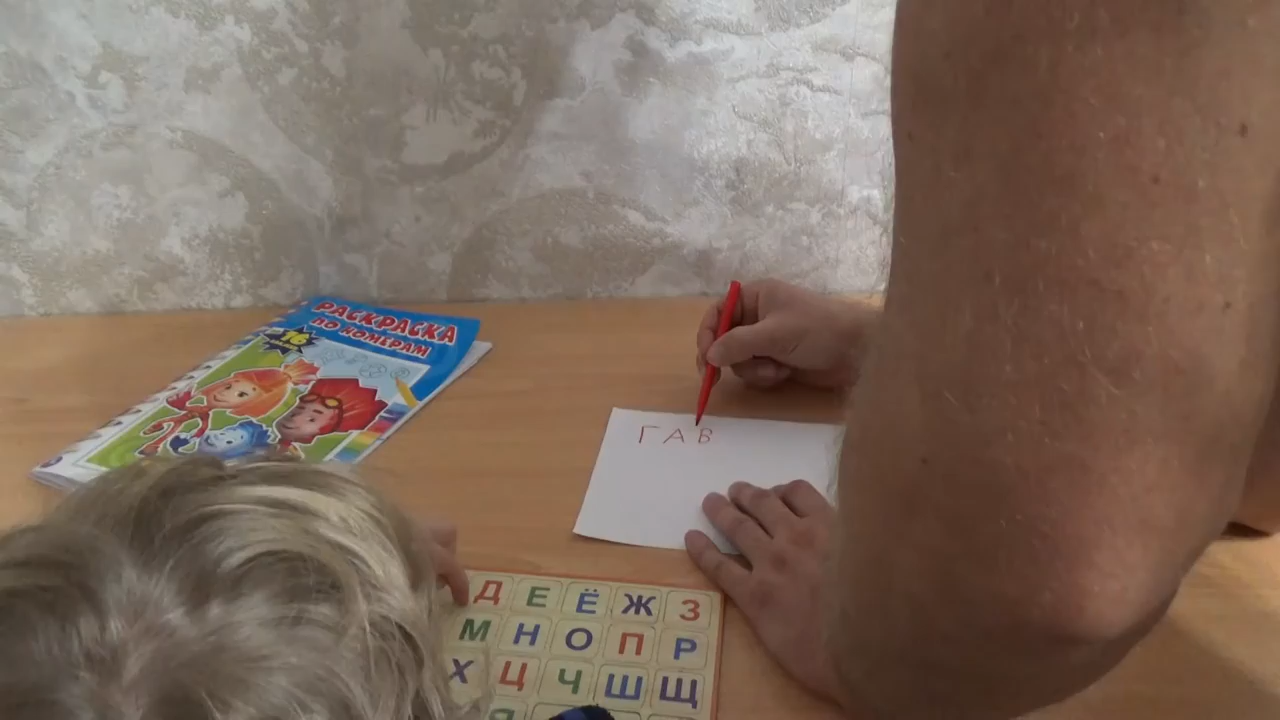 РАСКРАСКА
ПО НОМЕРАМ
16
ГАВ
Д Е Ё Ж З
М Н О П Р
Х Ц Ч Ш Щ
Я